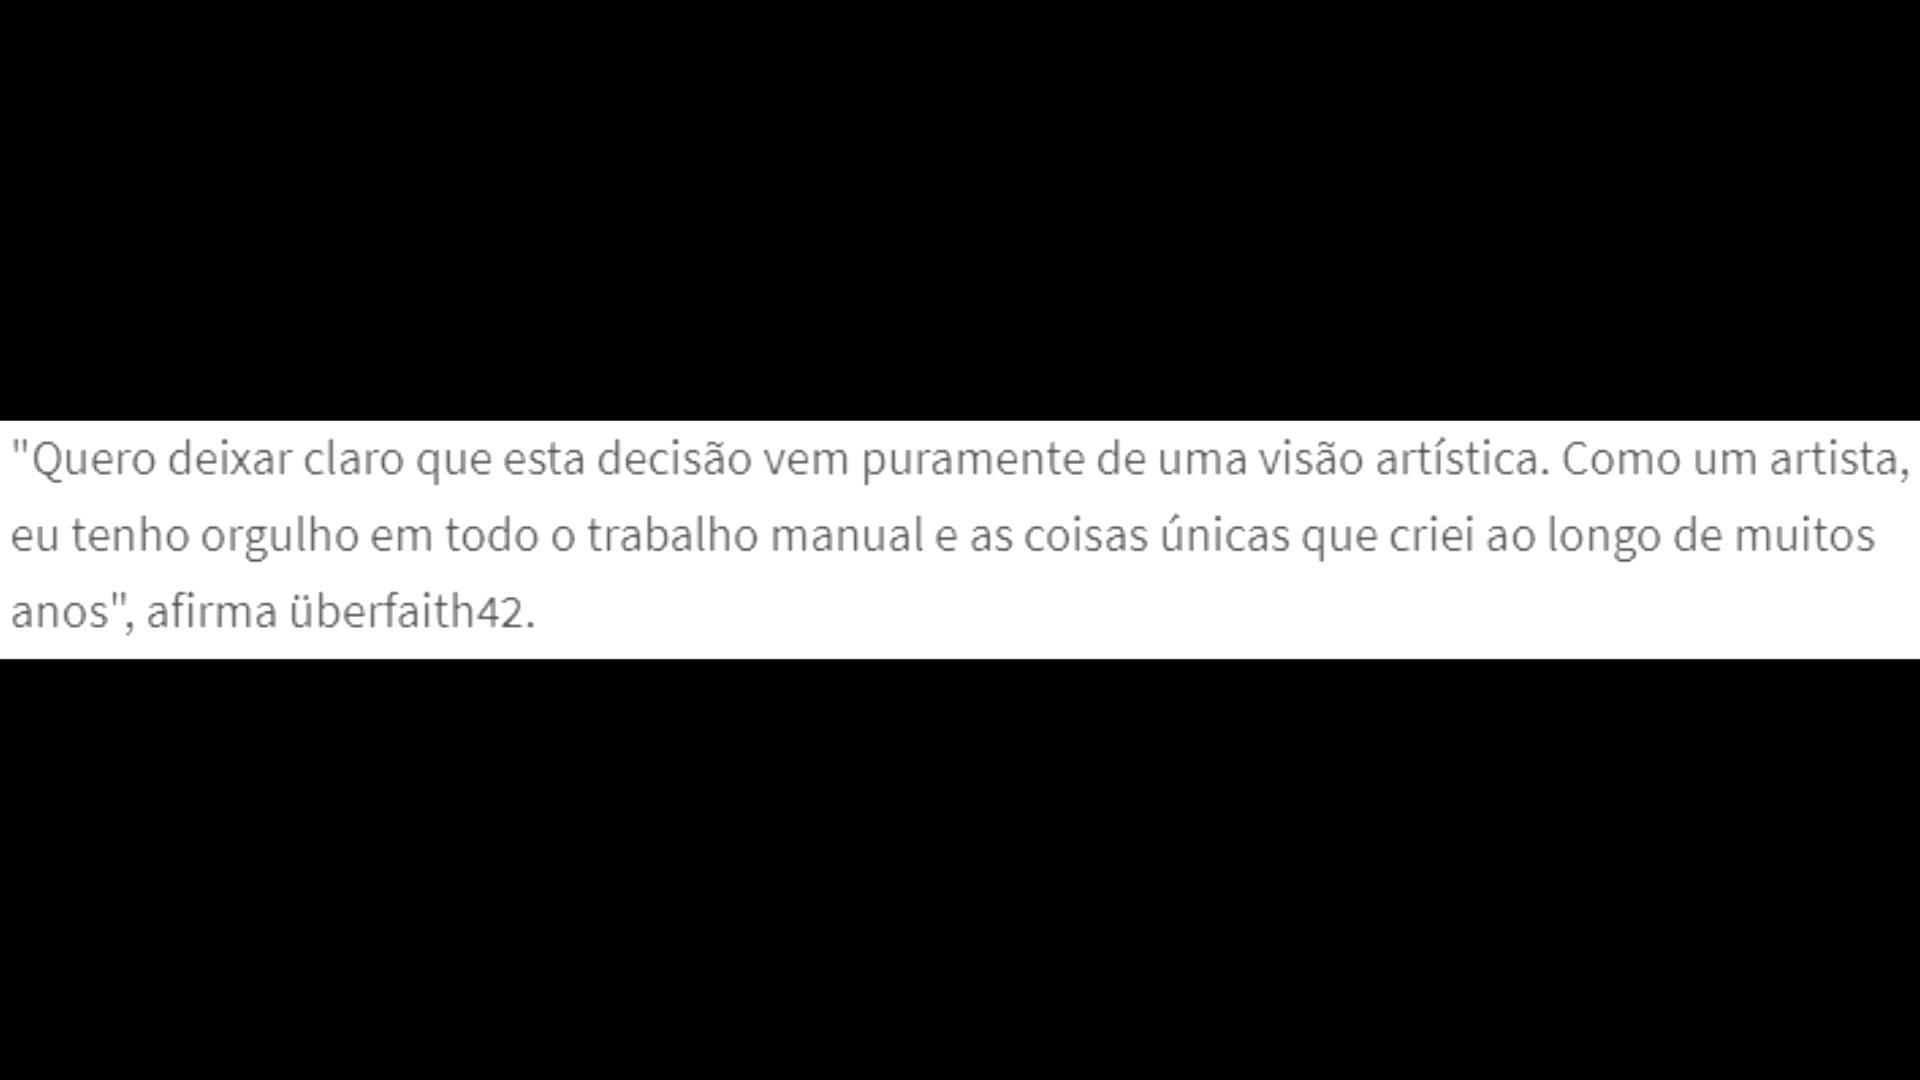 "Quero deixar claro que esta decisão vem puramente de uma visão artística. Como um artista,
eu tenho orgulho em todo o trabalho manual e as coisas únicas que criei ao longo de muitos
anos", afirma überfaith42.